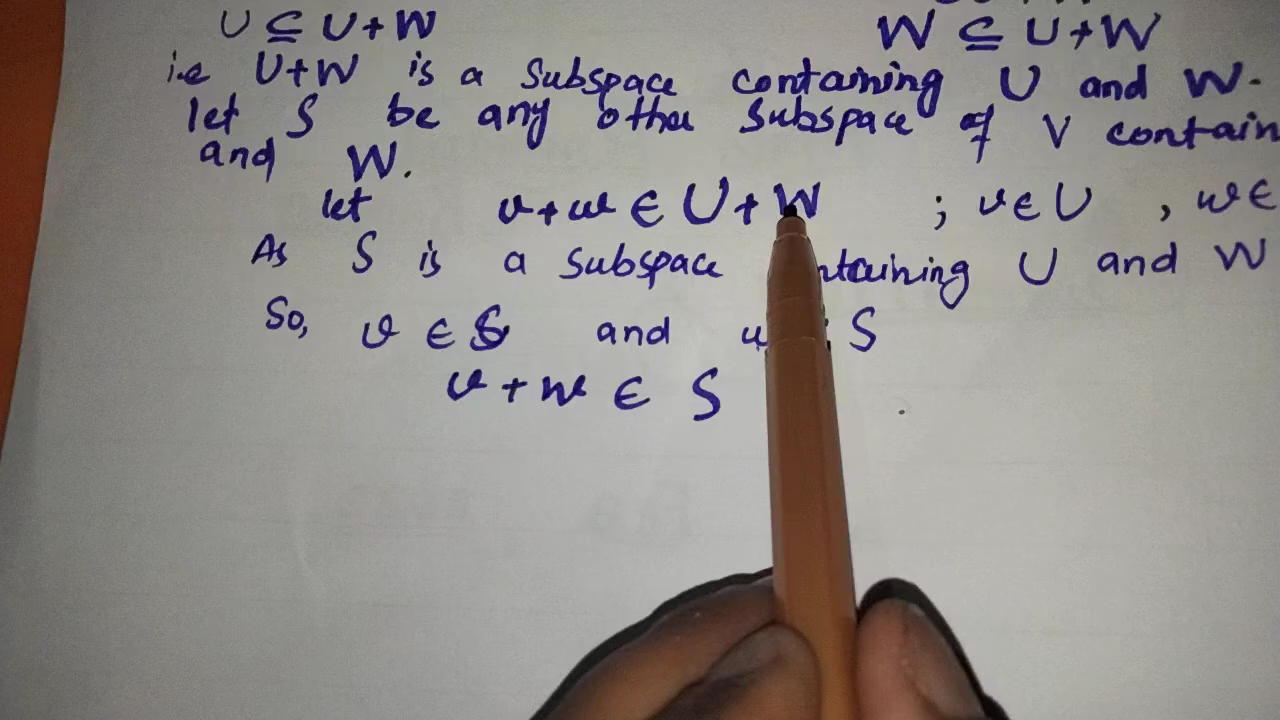 U ⊆ U+W W ⊆ U+W
i.e U+W is a subspace containing U and W.
let S be any other subspace of V contain
and W.
let v+w ∈ U+W ; v∈U , w∈
As S is a subspace ntaining U and W
So, v ∈ S and S
v+w ∈ S